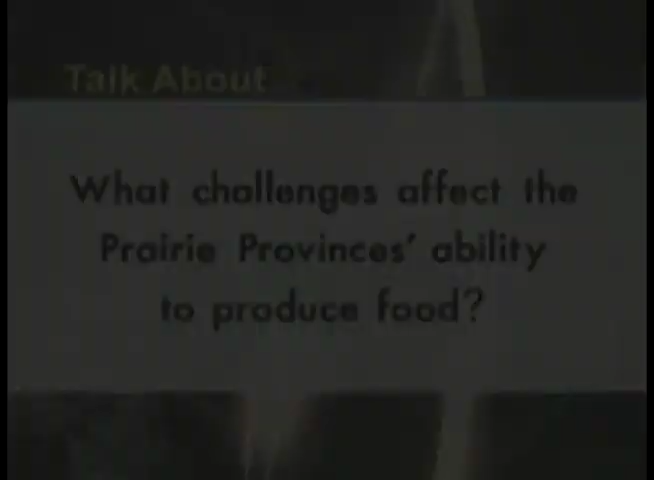 Talk About
What challenges affect the
Prairie Provinces' ability
to produce food?